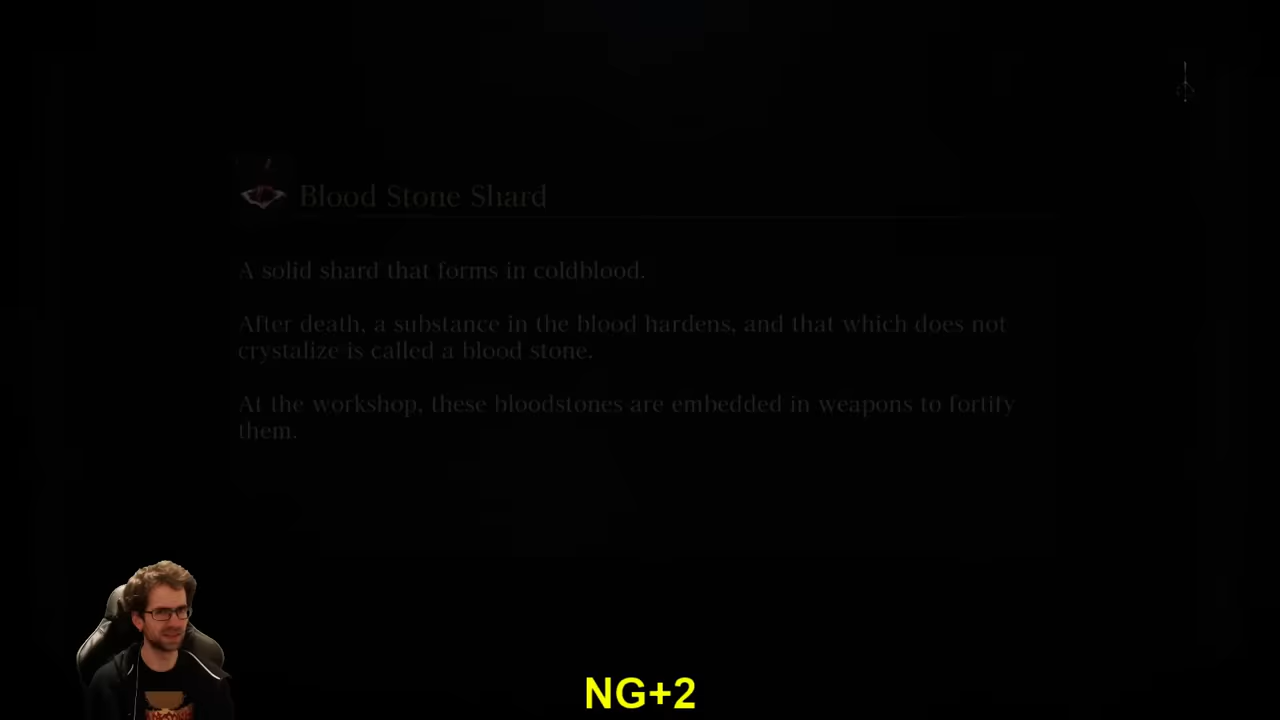 Blood Stone Shard
A solid shard that forms in coldblood.
After death, a substance in the blood hardens, and that which does not
crystalize is called a blood stone.
At the workshop, these bloodstones are embedded in weapons to fortify
them.
NG+2